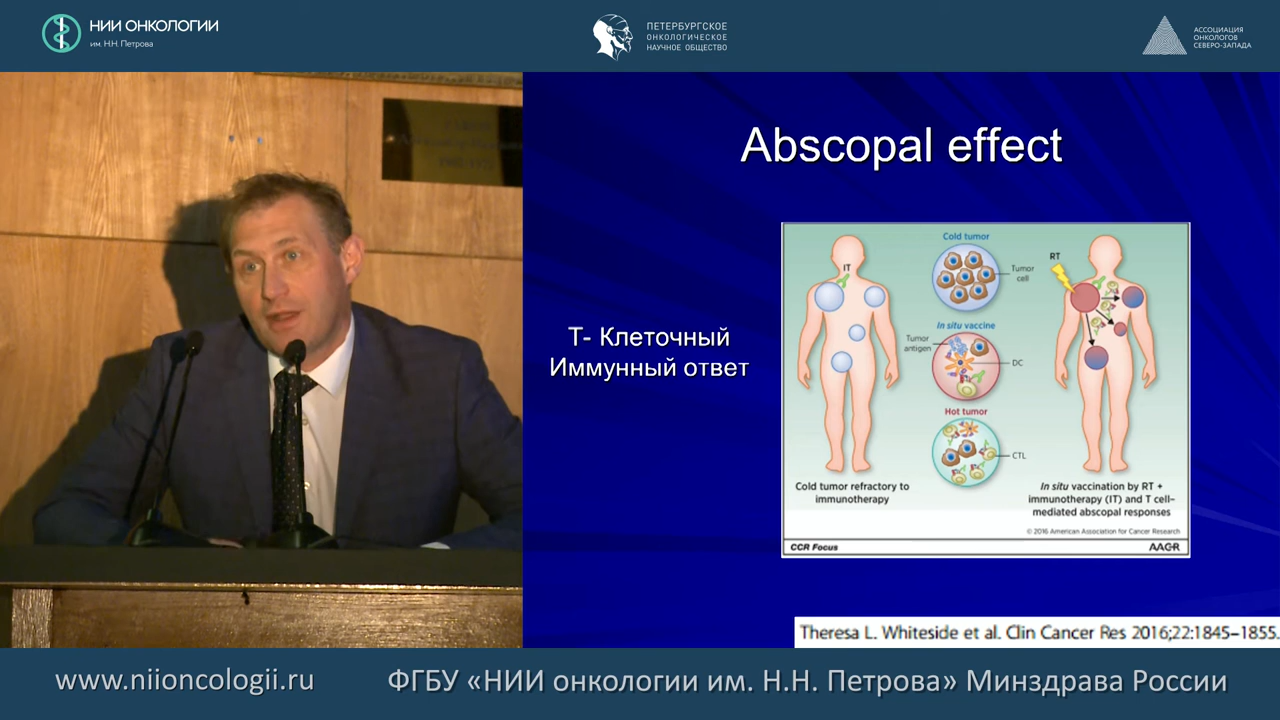 НИИ ОНКОЛОГИИ
им. Н.Н. Петрова
ПЕТЕРБУРГСКОЕ
ОНКОЛОГИЧЕСКОЕ
НАУЧНОЕ ОБЩЕСТВО
АССОЦИАЦИЯ
ОНКОЛОГОВ
СЕВЕРО-ЗАПАДА
Abscopal effect
Т- Клеточный
Иммунный ответ
IT
Cold tumor
Tumor
cell
In situ vaccine
Tumor
antigen
DC
Hot tumor
CTL
RT
Cold tumor refractory to
immunotherapy
In situ vaccination by RT +
immunotherapy (IT) and T cell–
mediated abscopal responses
© 2016 American Association for Cancer Research
CCR Focus
AACR
Theresa L. Whiteside et al. Clin Cancer Res 2016;22:1845–1855.
www.niioncologii.ru
ФГБУ «НИИ онкологии им. Н.Н. Петрова» Минздрава России